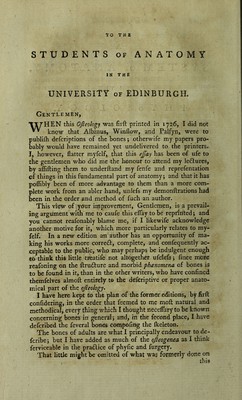 TO THE
STUDENTS OF ANATOMY
IN THE
UNIVERSITY OF EDINBURGH.
GENTLEMEN,
WHEN this Osteology was first printed in 1726, I did not
know that Albinus, Winslow, and Palfyn, were to
publish descriptions of the bones; otherwise my papers pro-
bably would have remained yet undelivered to the printers.
I, however, flatter myself, that this essay has been of use to
the gentlemen who did me the honour to attend my lectures,
by assisting them to understand my sense and representation
of things in this fundamental part of anatomy; and that it has
possibly been of more advantage to them than a more com-
plete work from an abler hand, unless my demonstrations had
been in the order and method of such an author.
This view of your improvement, Gentlemen, is a prevail-
ing argument with me to cause this essay to be reprinted; and
you cannot reasonably blame me, if I likewise acknowledge
another motive for it, which more particularly relates to my-
self. In a new edition an author has an opportunity of ma-
king his works more correct, complete, and consequently ac-
ceptable to the public, who may perhaps be indulgent enough
to think this little treatise not altogether useless; since more
reasoning on the structure and morbid phænomena of bones is
to be found in it, than in the other writers, who have confined
themselves almost entirely to the descriptive or proper anato-
mical part of the osteology.
I have here kept to the plan of the former editions, by first
considering, in the order that seemed to me most natural and
methodical, every thing which I thought necessary to be known
concerning bones in general; and, in the second place, I have
described the several bones composing the skeleton.
The bones of adults are what I principally endeavour to de-
scribe; but I have added as much of the osteogenea as I think
serviceable in the practice of physic and surgery.
That little might be omitted of what was formerly done on
this